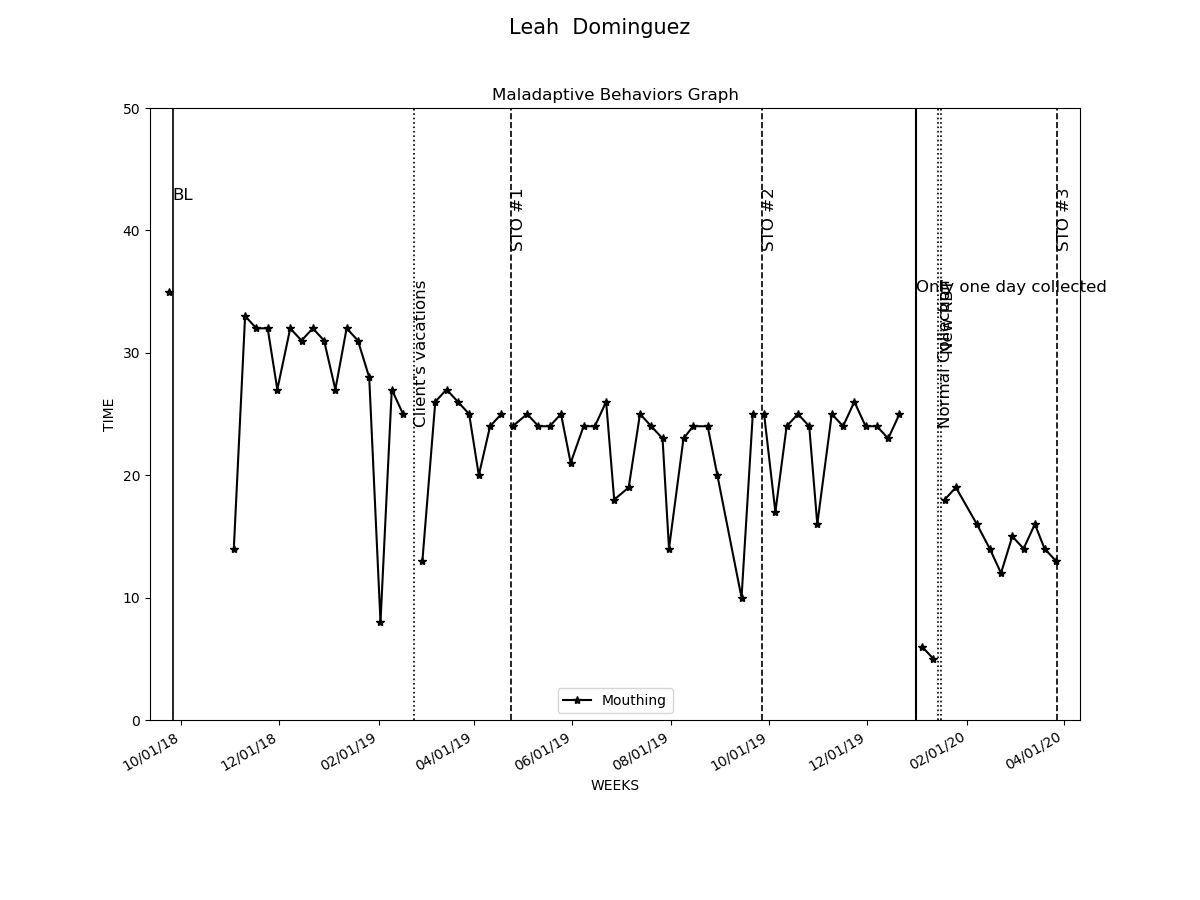 Leah  Dominguez
Maladaptive Behaviors Graph
50
40
30
20
10
0
TIME
BL
Client's vacations
STO #1
STO #2
Only one day collected
Normal Collection
New RBT
STO #3
Mouthing
10/01/18
12/01/18
02/01/19
04/01/19
06/01/19
08/01/19
10/01/19
12/01/19
02/01/20
04/01/20
WEEKS